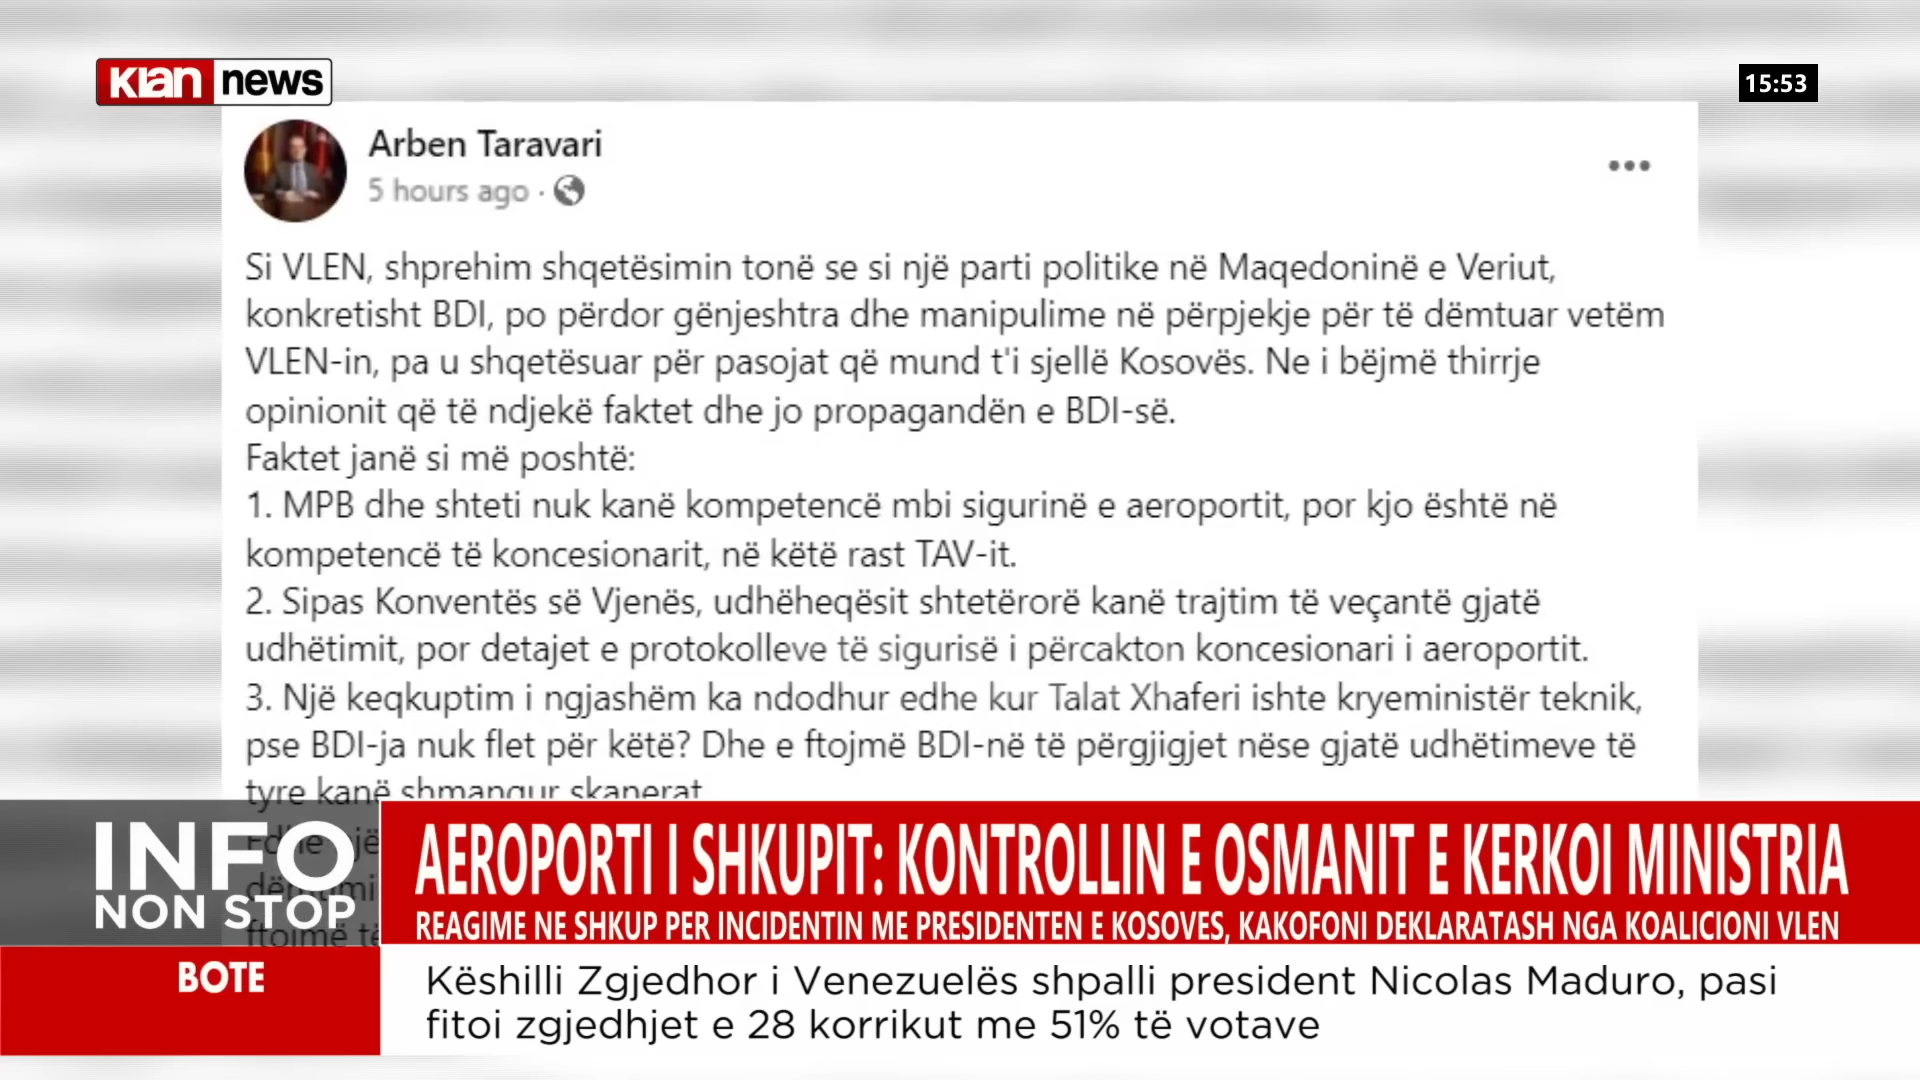 klan news
15:53
Arben Taravari
5 hours ago ·
Si VLEN, shprehim shqetësimin tonë se si një parti politike në Maqedoninë e Veriut,
konkretisht BDI, po përdor gënjeshtra dhe manipulime në përpjekje për të dëmtuar vetëm
VLEN-in, pa u shqetësuar për pasojat që mund t'i sjellë Kosovës. Ne i bëjmë thirrje
opinionit që të ndjekë faktet dhe jo propagandën e BDI-së.
Faktet janë si më poshtë:
1. MPB dhe shteti nuk kanë kompetencë mbi sigurinë e aeroportit, por kjo është në
kompetencë të koncesionarit, në këtë rast TAV-it.
2. Sipas Konventës së Vjenës, udhëheqësit shtetërorë kanë trajtim të veçantë gjatë
udhëtimit, por detajet e protokolleve të sigurisë i përcakton koncesionari i aeroportit.
3. Një keqkuptim i ngjashëm ka ndodhur edhe kur Talat Xhaferi ishte kryeministër teknik,
pse BDI-ja nuk flet për këtë? Dhe e ftojmë BDI-në të përgjigjet nëse gjatë udhëtimeve të
tyre kanë shmangur skanerat
ftojmë të
INFO
NON STOP
AEROPORTI I SHKUPIT: KONTROLLIN E OSMANIT E KERKOI MINISTRIA
REAGIME NE SHKUP PER INCIDENTIN ME PRESIDENTEN E KOSOVES, KAKOFONI DEKLARATASH NGA KOALICIONI VLEN
BOTE
Këshilli Zgjedhor i Venezuelës shpalli president Nicolas Maduro, pasi
fitoi zgjedhjet e 28 korrikut me 51% të votave